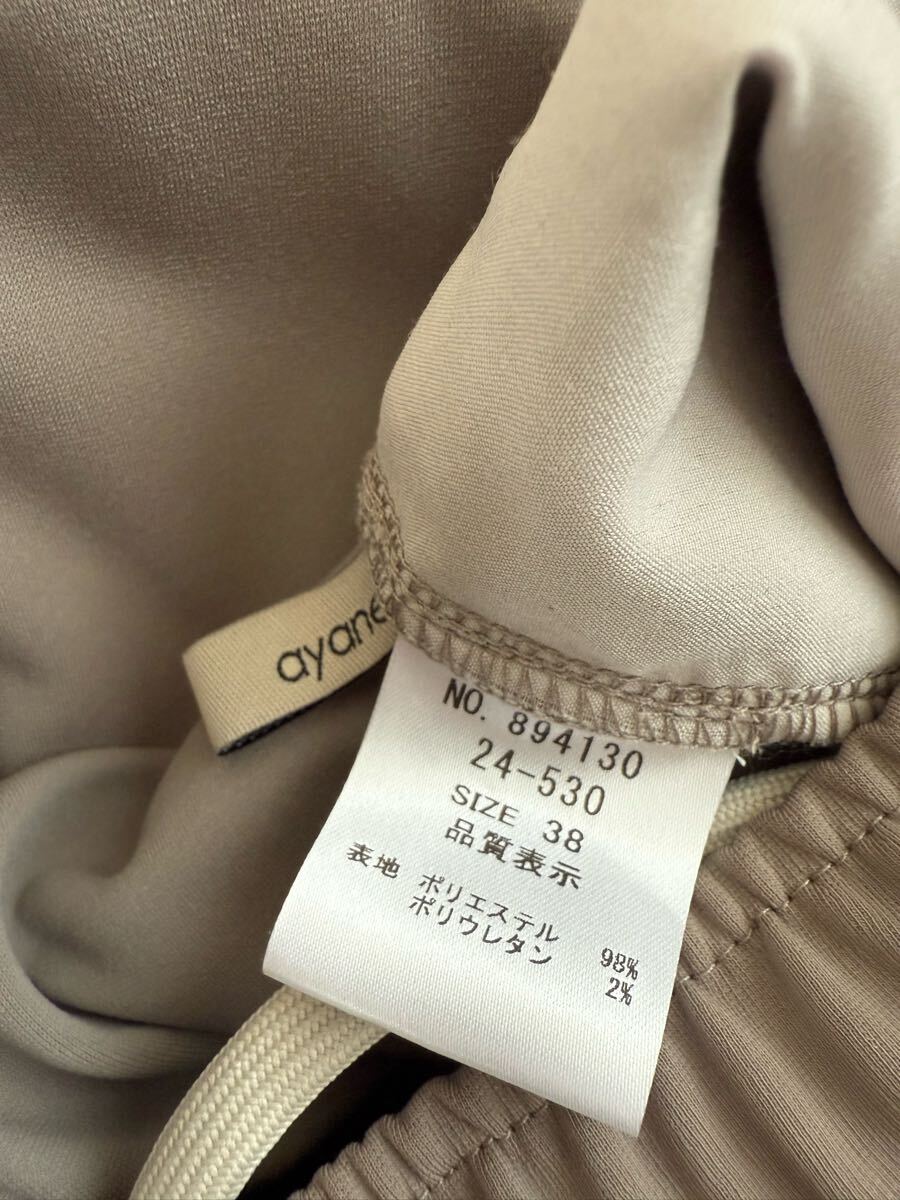 ayane
NO. 894130
24-530
SIZE 38
品質表示
表地 ポリエステル 98%
ポリウレタン 2%